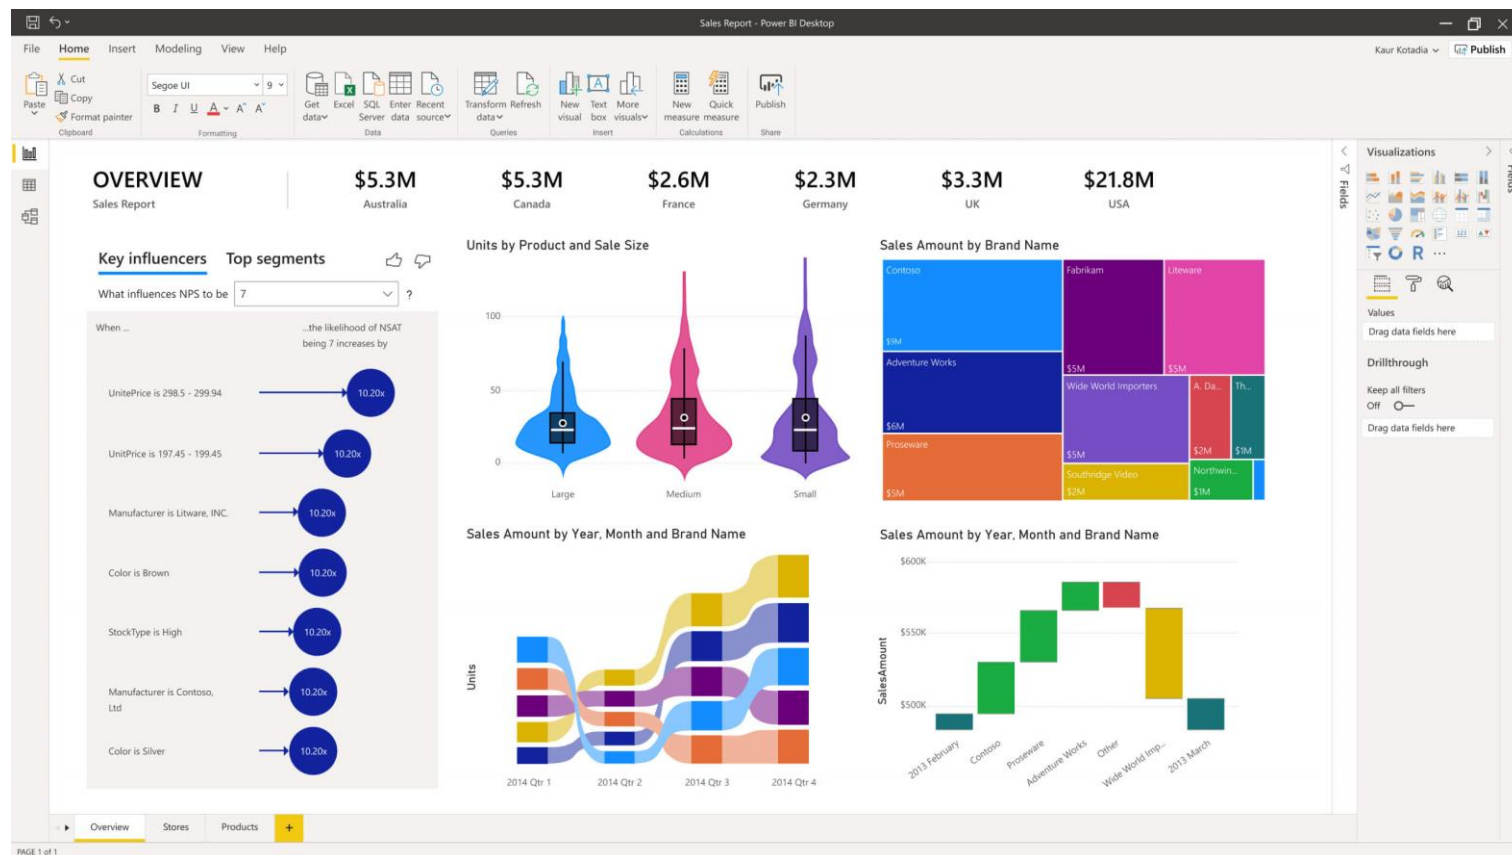 Sales Report - Power BI Desktop
File Home Insert Modeling View Help
Kaur Kotadia
Publish
Paste
Cut
Copy
Format painter
Clipboard
Segoe UI 9
B I U A A A
Formatting
Get data
Excel
SQL Server
Enter data
Recent source
Data
Transform data
Refresh
Queries
New visual
Text box
More visuals
Insert
New measure
Quick measure
Calculations
Publish
Share
OVERVIEW
Sales Report
$5.3M
Australia
$5.3M
Canada
$2.6M
France
$2.3M
Germany
$3.3M
UK
$21.8M
USA
Key influencers Top segments
What influences NPS to be 7 ?
When ...
...the likelihood of NSAT
being 7 increases by
UnitePrice is 298.5 - 299.94 10.20x
UnitPrice is 197.45 - 199.45 10.20x
Manufacturer is Litware, INC. 10.20x
Color is Brown 10.20x
StockType is High 10.20x
Manufacturer is Contoso,
Ltd
10.20x
Color is Silver 10.20x
Units by Product and Sale Size
100
50
0
Large Medium Small
Sales Amount by Brand Name
Contoso
$9M
Adventure Works
$6M
Proseware
$5M
Fabrikam
$5M
Liteware
$5M
Wide World Importers
$5M
Southridge Video
$2M
A. Da...
$2M
Th...
$1M
Northwin...
$1M
Sales Amount by Year, Month and Brand Name
Units
2014 Qtr 1 2014 Qtr 2 2014 Qtr 3 2014 Qtr 4
Sales Amount by Year, Month and Brand Name
SalesAmount
$600K
$550K
$500K
2013 February
Contoso
Proseware
Adventure Works
Other
Wide World Imp...
2013 March
Fields
Visualizations
123
R ...
Values
Drag data fields here
Drillthrough
Keep all filters
Off
Drag data fields here
Fields
Overview Stores Products +
PAGE 1 of 1